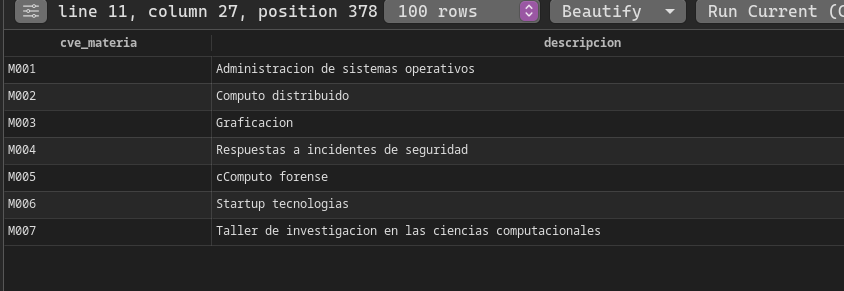 line 11, column 27, position 378 100 rows Beautify Run Current (
cve_materia descripcion
M001 Administracion de sistemas operativos
M002 Computo distribuido
M003 Graficacion
M004 Respuestas a incidentes de seguridad
M005 cComputo forense
M006 Startup tecnologias
M007 Taller de investigacion en las ciencias computacionales